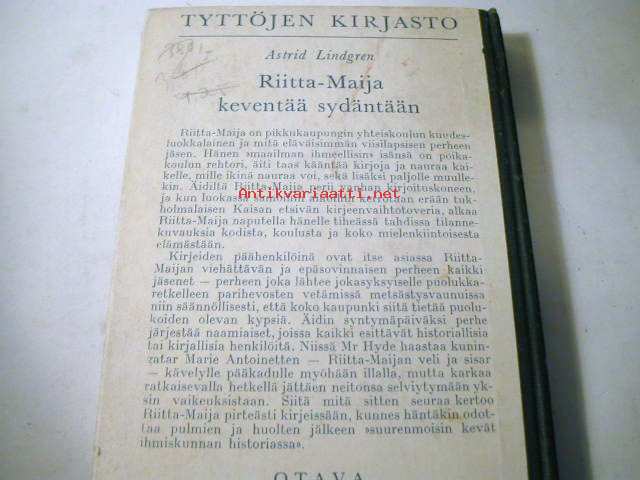 TYTTÖJEN KIRJASTO
Astrid Lindgren
Riitta-Maija
keventää sydäntään
Riitta-Maija on pikkukaupungin yhteiskoulun kuudes-
luokkalainen ja mitä eläväisimmän viisilapsisen perheen
jäsen. Hänen »maailman ihmeellisin» isänsä on poika-
koulun rehtori, äiti taas kääntää kirjoja ja nauraa kai-
kelle, mille ikinä nauraa voi, sekä lisäksi paljolle muulle-
kin. Äidiltä Riitta-Maija perii vanhan kirjoituskoneen,
Antikvariaatti.net
ja kun luokassa kerrotaan erään tuk-
holmalaisen Kaisan etsivän kirjeenvaihtotoveria, alkaa
Riitta-Maija naputella hänelle tiheässä tahdissa tilanne-
kuvauksia kodista, koulusta ja koko mielenkiintoisesta
elämästään.
Kirjeiden päähenkilöinä ovat itse asiassa Riitta-
Maijan viehättävän ja epäsovinnaisen perheen kaikki
jäsenet — perheen joka lähtee jokasyksyiselle puolukka-
retkelleen parihevosten vetämissä metsästysvaunuissa
niin säännöllisesti, että koko kaupunki siitä tietää puolu-
koiden olevan kypsiä. Äidin syntymäpäiväksi perhe
järjestää naamiaiset, joissa kaikki esittävät historiallisia
tai kirjallisia henkilöitä. Niissä Mr Hyde haastaa kunin-
gatar Marie Antoinetten — Riitta-Maijan veli ja sisar
— kävelylle pääkadulle myöhään illalla, mutta karkaa
ratkaisevalla hetkellä jättäen neitonsa selviytymään yk-
sin vaikeuksistaan. Siitä mitä sitten seuraa kertoo
Riitta-Maija pirteästi kirjeissään, kunnes häntäkin odot-
taa pulmien ja huolten jälkeen »suurenmoisin kevät
ihmiskunnan historiassa».
OTAVA